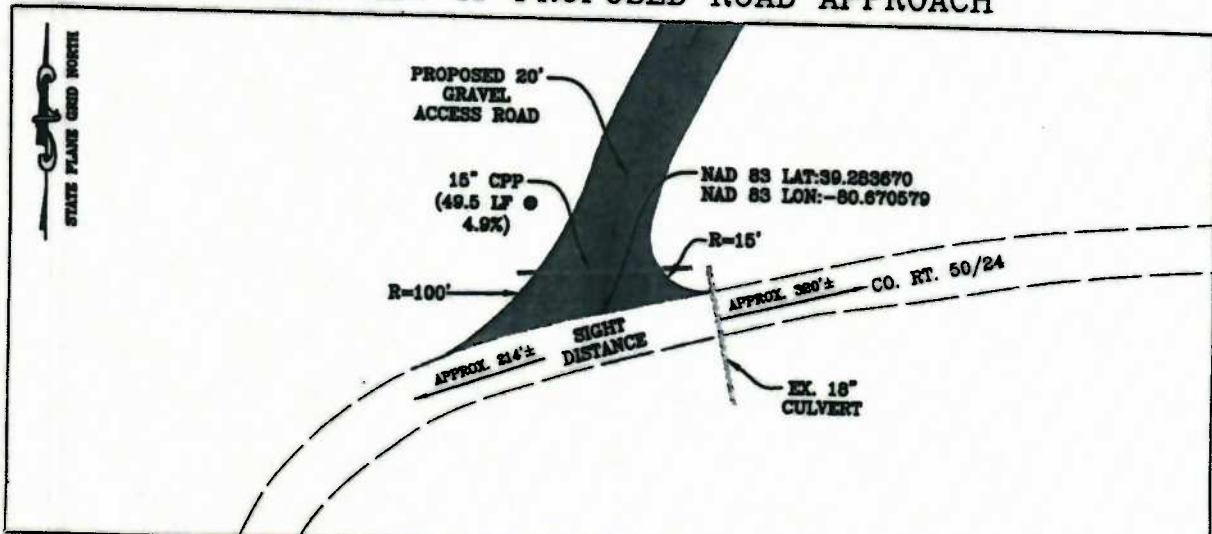 PROPOSED ROAD APPROACH
STATE PLANE GRID NORTH
PROPOSED 20'
GRAVEL
ACCESS ROAD
15" CPP
(49.5 LF @
4.9%)
NAD 83 LAT:39.283670
NAD 83 LON:-80.670579
R=15'
R=100'
APPROX. 320'±
CO. RT. 50/24
SIGHT
DISTANCE
APPROX. 214'±
EX. 18"
CULVERT